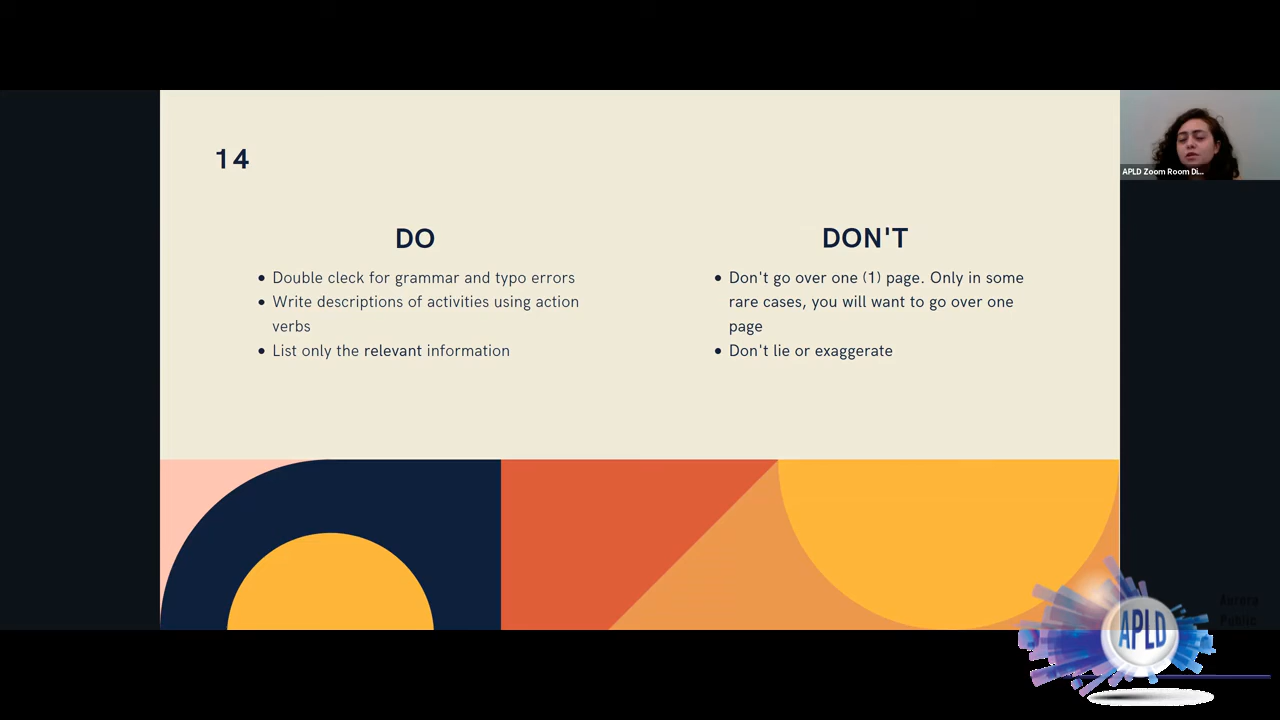 14
DO
• Double cleck for grammar and typo errors
• Write descriptions of activities using action
verbs
• List only the relevant information
DON'T
• Don't go over one (1) page. Only in some
rare cases, you will want to go over one
page
• Don't lie or exaggerate
APLD Zoom Room Di...
APLD
Aurora
Public